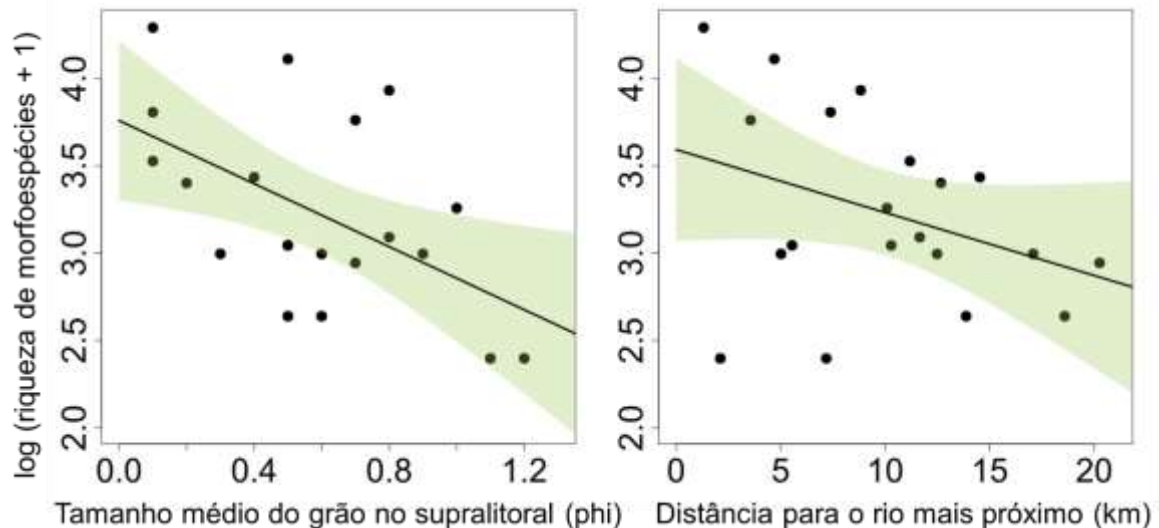 log (riqueza de morfoespécies + 1)
4.0
3.5
3.0
2.5
2.0
0.0 0.4 0.8 1.2
Tamanho médio do grão no supralitoral (phi)
4.0
3.5
3.0
2.5
2.0
0 5 10 15 20
Distância para o rio mais próximo (km)